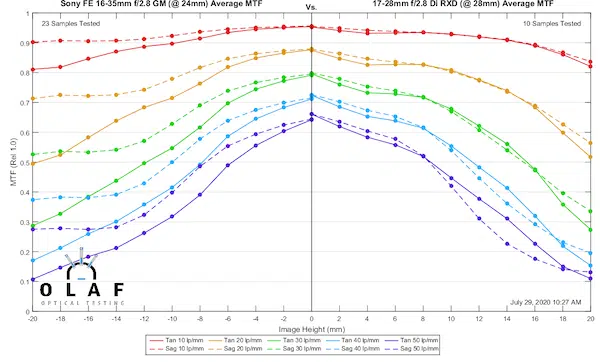 Sony FE 16-35mm f/2.8 GM (@ 24mm) Average MTF Vs. 17-28mm f/2.8 Di RXD (@ 28mm) Average MTF
23 Samples Tested 10 Samples Tested
1
0.9
0.8
0.7
0.6
0.5
0.4
0.3
0.2
0.1
0
MTF (Rel 1.0)
OLAF
OPTICAL TESTING
July 29, 2020 10:27 AM
-20 -18 -16 -14 -12 -10 -8 -6 -4 -2 0 2 4 6 8 10 12 14 16 18 20
Image Height (mm)
Tan 10 lp/mm Tan 20 lp/mm Tan 30 lp/mm Tan 40 lp/mm Tan 50 lp/mm
Sag 10 lp/mm Sag 20 lp/mm Sag 30 lp/mm Sag 40 lp/mm Sag 50 lp/mm